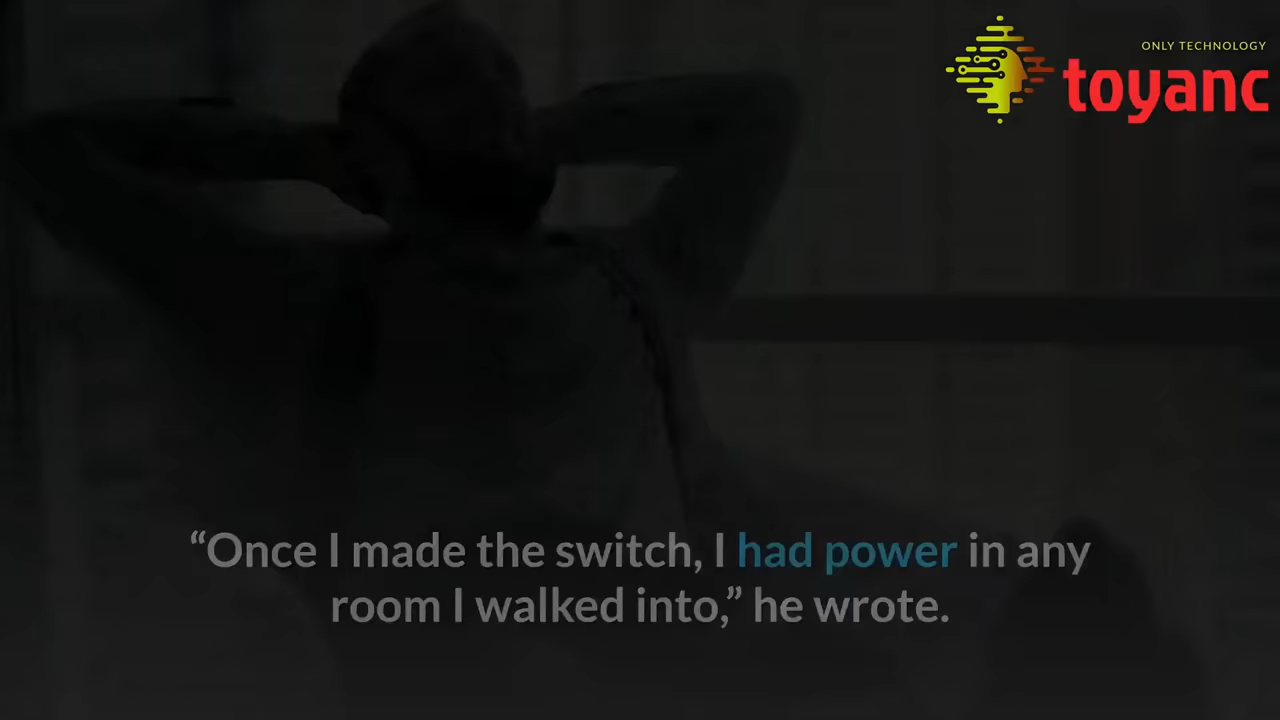 ONLY TECHNOLOGY
toyanc
“Once I made the switch, I had power in any
room I walked into,” he wrote.